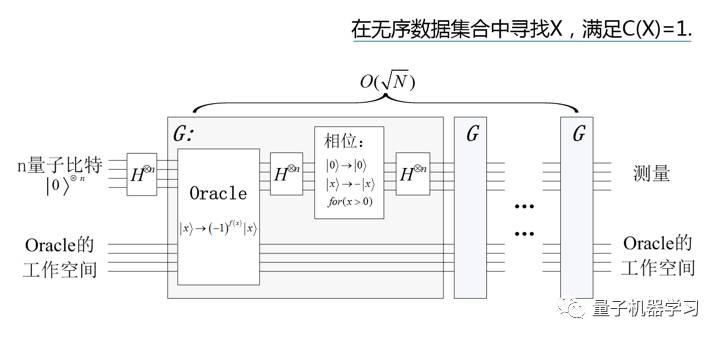 在无序数据集合中寻找X，满足C(X)=1.
O(√N)
G:
G
G
n量子比特
|0⟩⊗n
H⊗n
Oracle
|x⟩→(-1)f(x)|x⟩
H⊗n
相位:
|0⟩→|0⟩
|x⟩→-|x⟩
for(x>0)
H⊗n
...
...
测量
Oracle的
工作空间
Oracle的
工作空间
量子机器学习